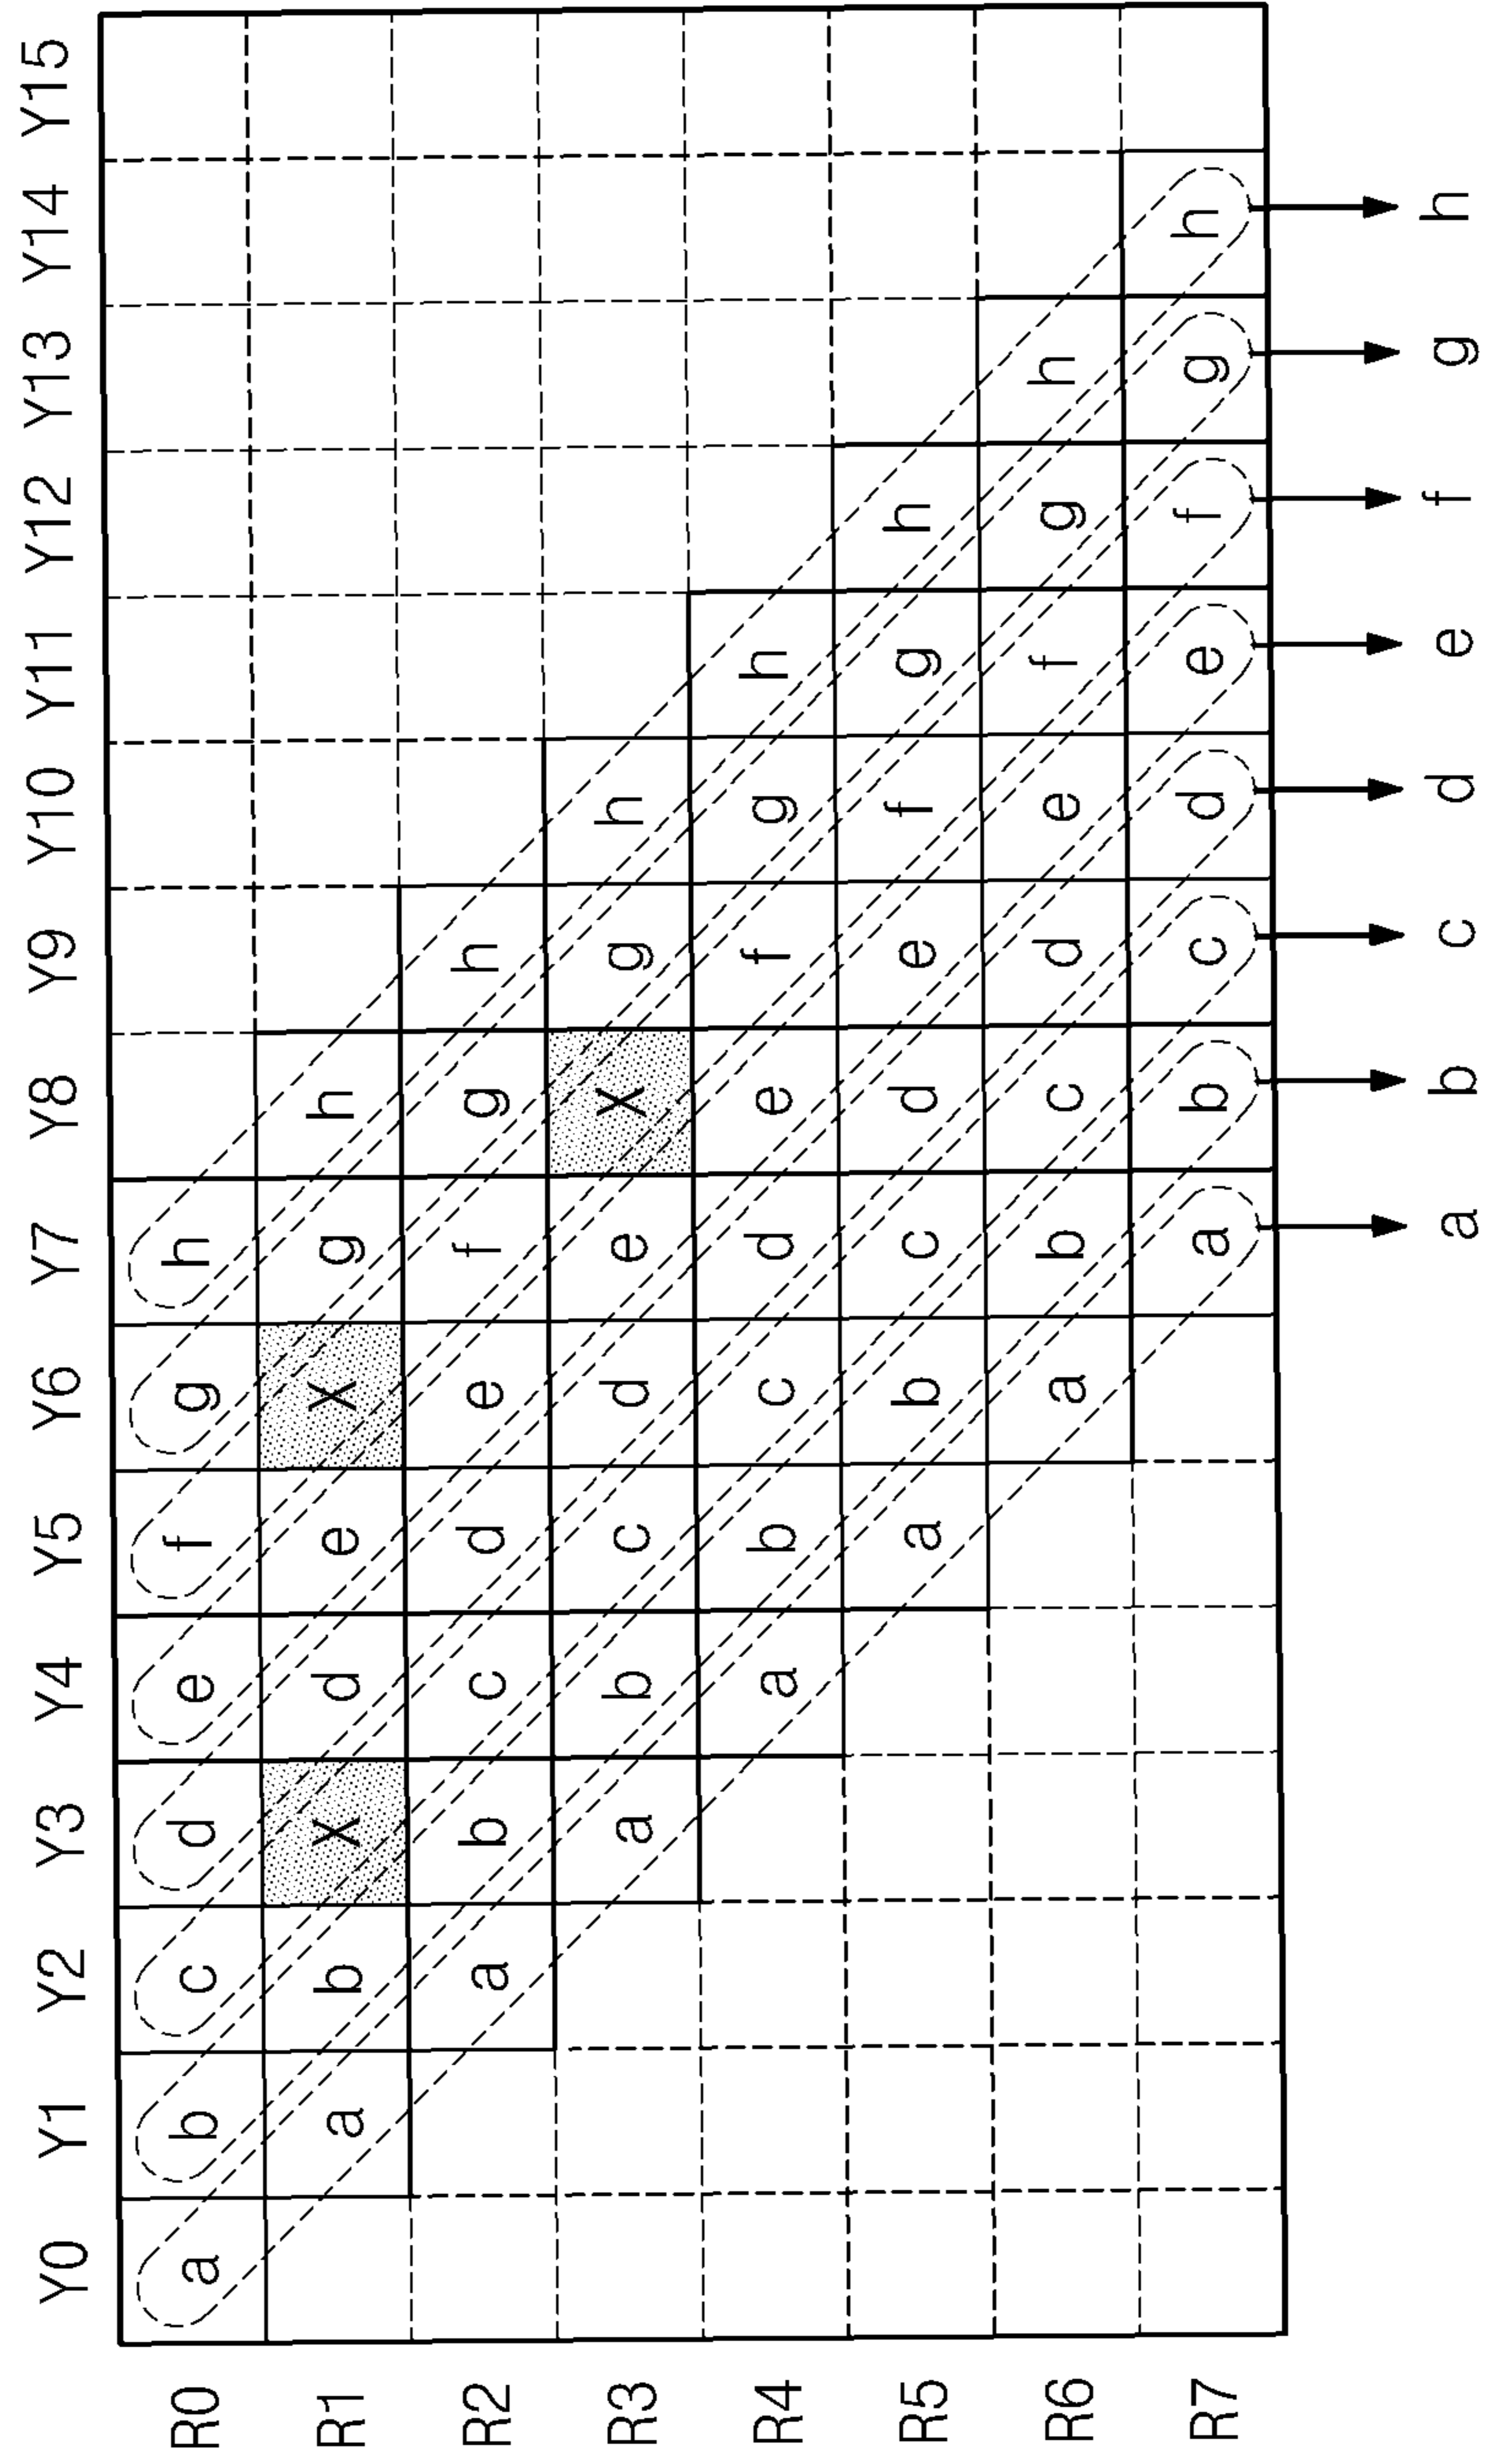 Y0 Y1 Y2 Y3 Y4 Y5 Y6 Y7 Y8 Y9 Y10 Y11 Y12 Y13 Y14 Y15
R0 a b c d e f g h
R1 a b X d e X g h
R2 a b c d e f g h
R3 a b c d e X g h
R4 a b c d e f g h
R5 a b c d e f g h
R6 a b c d e f g h
R7 a b c d e f g h
a b c d e f g h